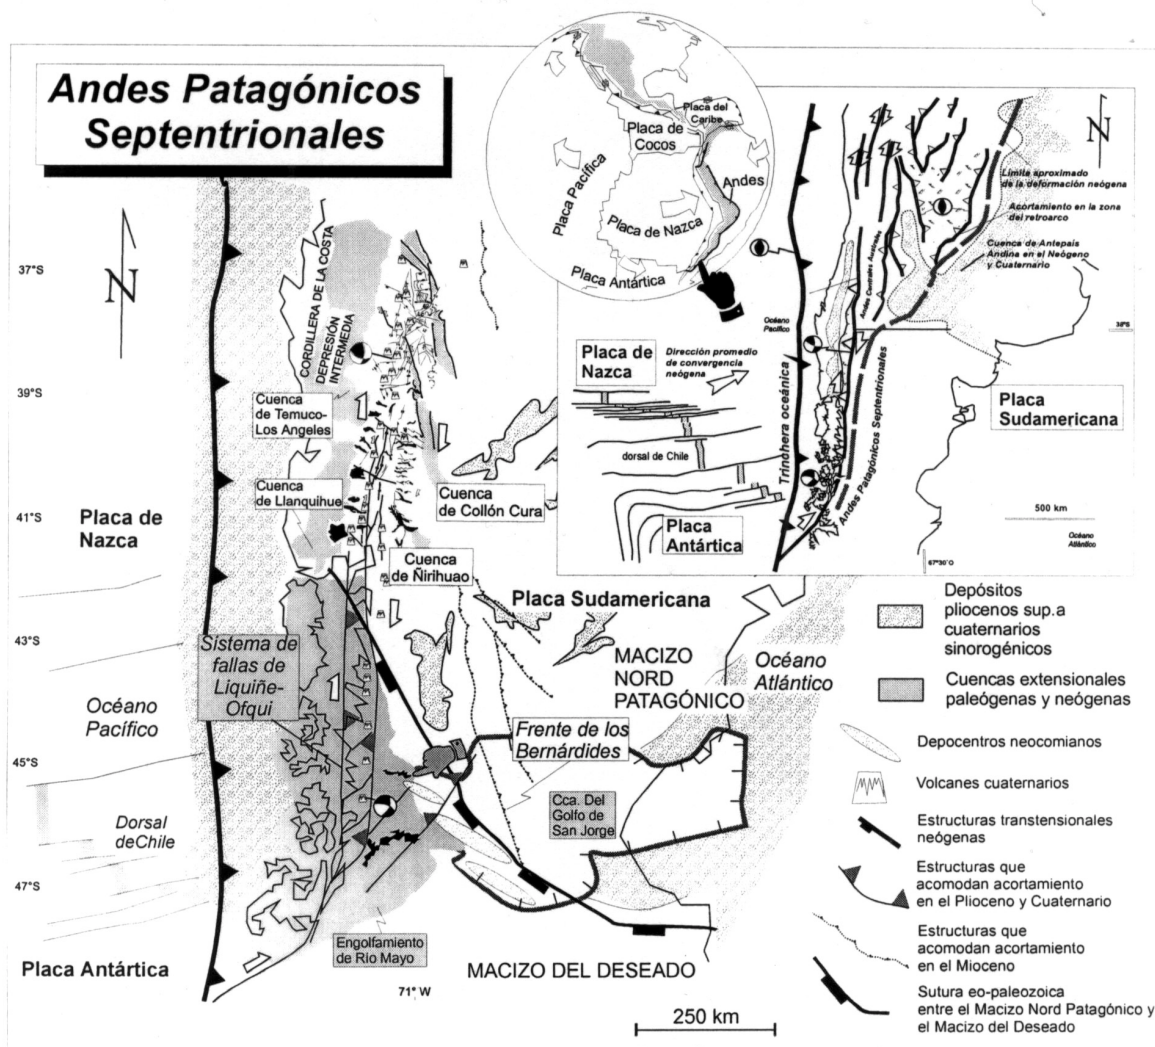 Andes Patagónicos
Septentrionales
N
37°S
39°S
41°S
43°S
45°S
47°S
CORDILLERA DE LA COSTA
DEPRESIÓN
INTERMEDIA
Cuenca
de Temuco-
Los Angeles
Cuenca
de Llanquihue
Cuenca
de Collón Cura
Cuenca
de Ñirihuao
Placa de
Nazca
Placa Sudamericana
Sistema de
fallas de
Liquiñe-
Ofqui
MACIZO
NORD
PATAGÓNICO
Océano
Atlántico
Océano
Pacífico
Frente de los
Bernárdides
Cca. Del
Golfo de
San Jorge
Dorsal
deChile
Engolfamiento
de Rio Mayo
Placa Antártica
MACIZO DEL DESEADO
71° W
250 km
Placa del
Caribe
Placa de
Cocos
Placa Pacífica
Andes
Placa de Nazca
Placa Antártica
N
Límite aproximado
de la deformación neógena
Acortamiento en la zona
del retroarco
Cuenca de Antepaís
Andina en el Neógeno
y Cuaternario
Andes Centrales Australes
Océano
Pacífico
38ºS
Placa de
Nazca
Dirección promedio
de convergencia
neógena
Trinchera oceánica
Andes Patagónicos Septentrionales
Placa
Sudamericana
dorsal de Chile
Placa
Antártica
500 km
Océano
Atlántico
67º30´O
Depósitos
pliocenos sup.a
cuaternarios
sinorogénicos
Cuencas extensionales
paleógenas y neógenas
Depocentros neocomianos
Volcanes cuaternarios
Estructuras transtensionales
neógenas
Estructuras que
acomodan acortamiento
en el Plioceno y Cuaternario
Estructuras que
acomodan acortamiento
en el Mioceno
Sutura eo-paleozoica
entre el Macizo Nord Patagónico y
el Macizo del Deseado